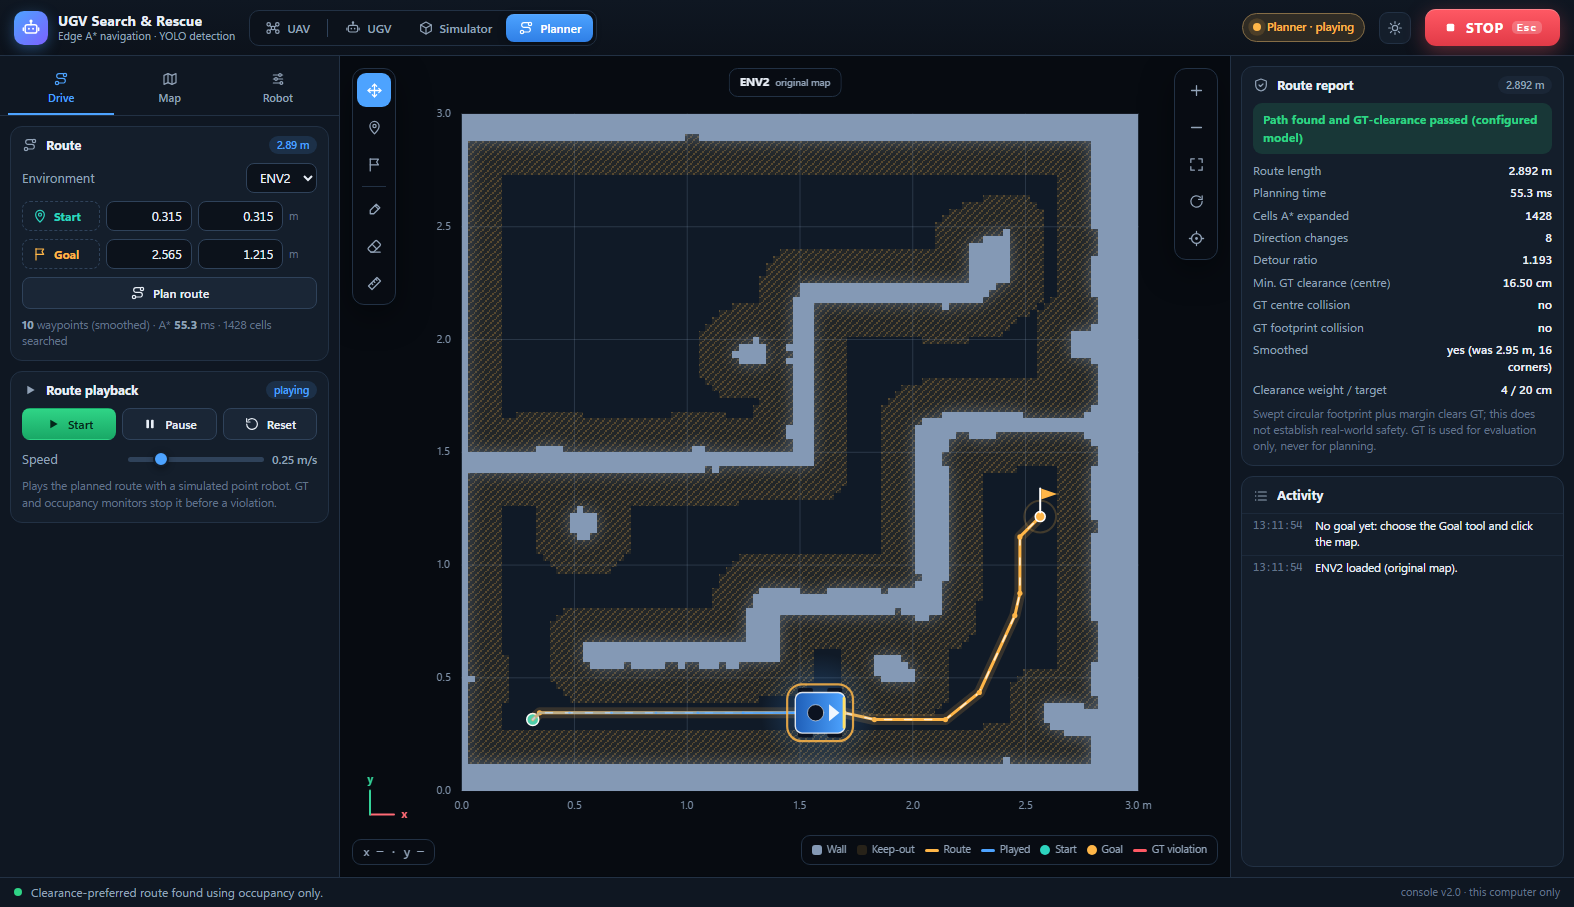 UGV Search & Rescue
Edge A* navigation · YOLO detection
UAV
UGV
Simulator
Planner
Planner · playing
STOP Esc
Drive
Map
Robot
Route
2.89 m
Environment
ENV2
Start
0.315
0.315
m
Goal
2.565
1.215
m
Plan route
10 waypoints (smoothed) · A* 55.3 ms · 1428 cells
searched
Route playback
playing
Start
Pause
Reset
Speed
0.25 m/s
Plays the planned route with a simulated point robot. GT
and occupancy monitors stop it before a violation.
ENV2 original map
3.0
2.5
2.0
1.5
1.0
0.5
0.0
0.0
0.5
1.0
1.5
2.0
2.5
3.0 m
y
x
x – · y –
Wall
Keep-out
Route
Played
Start
Goal
GT violation
Route report
2.892 m
Path found and GT-clearance passed (configured
model)
Route length 2.892 m
Planning time 55.3 ms
Cells A* expanded 1428
Direction changes 8
Detour ratio 1.193
Min. GT clearance (centre) 16.50 cm
GT centre collision no
GT footprint collision no
Smoothed yes (was 2.95 m, 16
corners)
Clearance weight / target 4 / 20 cm
Swept circular footprint plus margin clears GT; this does
not establish real-world safety. GT is used for evaluation
only, never for planning.
Activity
13:11:54 No goal yet: choose the Goal tool and click
the map.
13:11:54 ENV2 loaded (original map).
Clearance-preferred route found using occupancy only.
console v2.0 · this computer only